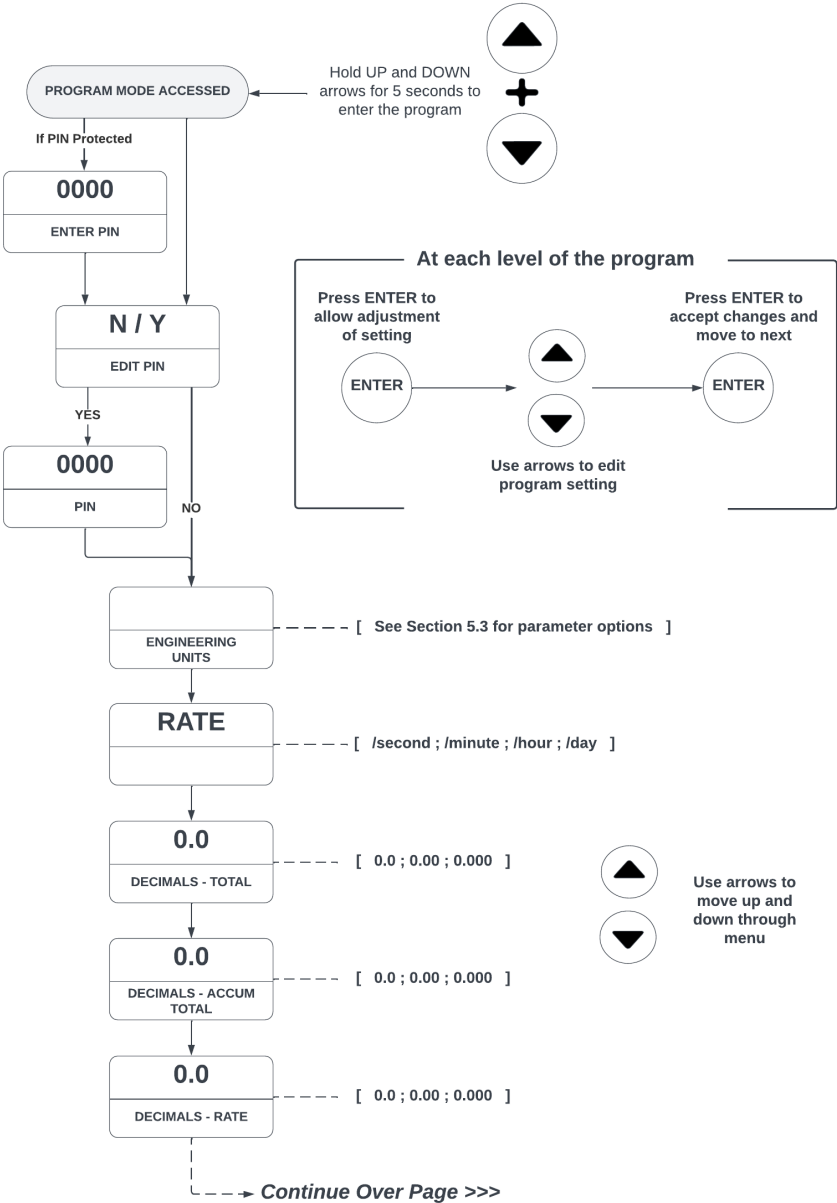 Hold UP and DOWN
arrows for 5 seconds to
enter the program
PROGRAM MODE ACCESSED
If PIN Protected
0000
ENTER PIN
N / Y
EDIT PIN
YES
0000
PIN
NO
At each level of the program
Press ENTER to
allow adjustment
of setting
ENTER
Use arrows to edit
program setting
Press ENTER to
accept changes and
move to next
ENTER
ENGINEERING
UNITS
[ See Section 5.3 for parameter options ]
RATE
[ /second ; /minute ; /hour ; /day ]
0.0
DECIMALS - TOTAL
[ 0.0 ; 0.00 ; 0.000 ]
Use arrows to
move up and
down through
menu
0.0
DECIMALS - ACCUM
TOTAL
[ 0.0 ; 0.00 ; 0.000 ]
0.0
DECIMALS - RATE
[ 0.0 ; 0.00 ; 0.000 ]
Continue Over Page >>>